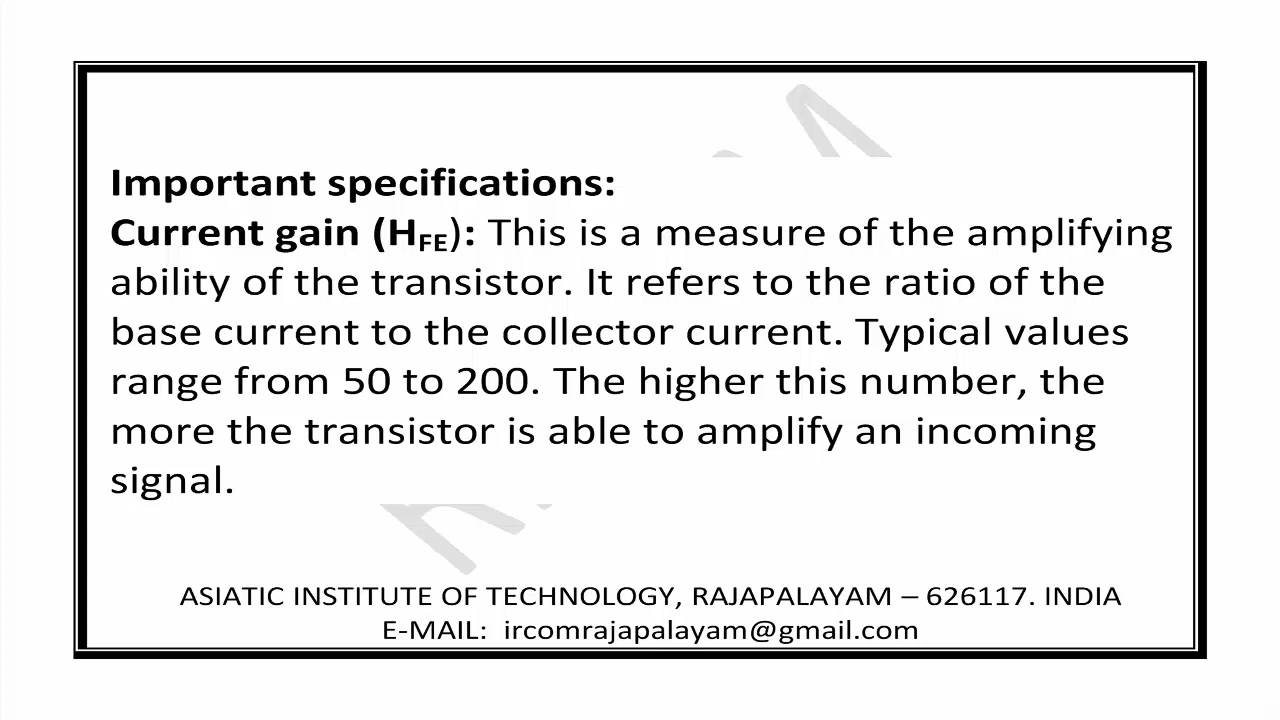 Important specifications:
Current gain (HFE): This is a measure of the amplifying
ability of the transistor. It refers to the ratio of the
base current to the collector current. Typical values
range from 50 to 200. The higher this number, the
more the transistor is able to amplify an incoming
signal.
ASIATIC INSTITUTE OF TECHNOLOGY, RAJAPALAYAM – 626117. INDIA
E-MAIL: ircomrajapalayam@gmail.com